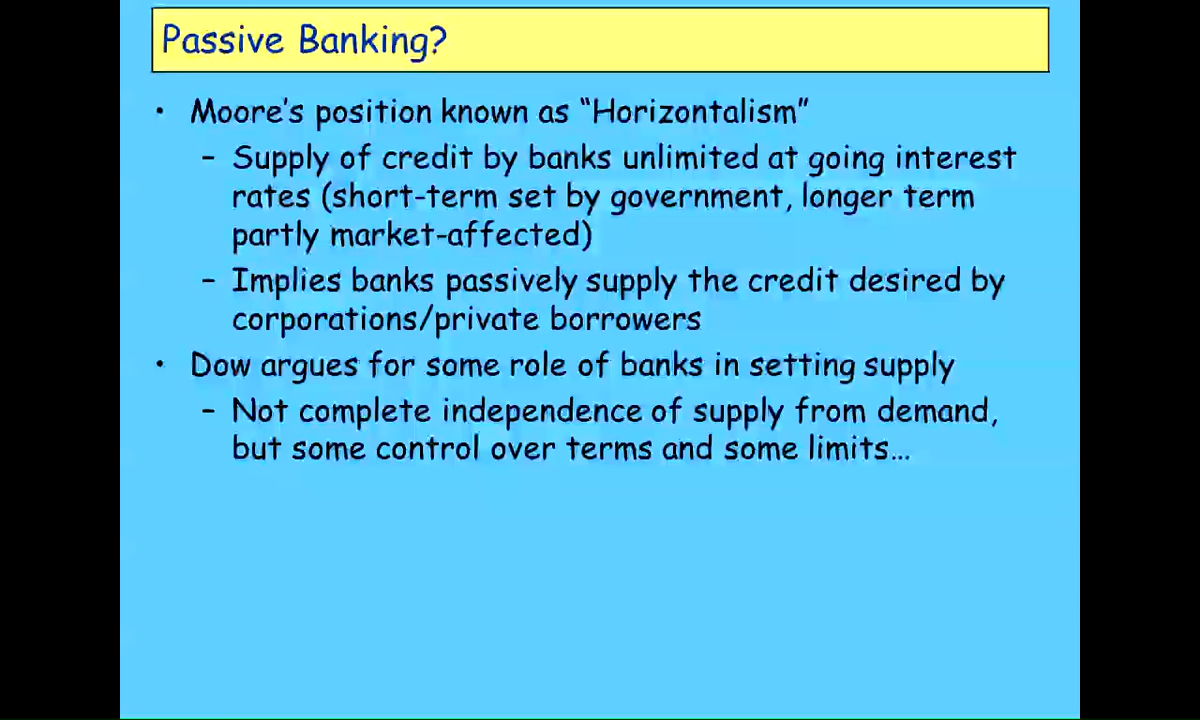 Passive Banking?
• Moore's position known as "Horizontalism"
– Supply of credit by banks unlimited at going interest
rates (short-term set by government, longer term
partly market-affected)
– Implies banks passively supply the credit desired by
corporations/private borrowers
• Dow argues for some role of banks in setting supply
– Not complete independence of supply from demand,
but some control over terms and some limits…